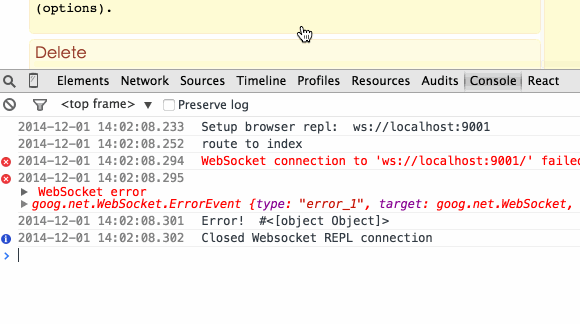 (options).
Delete
Elements Network Sources Timeline Profiles Resources Audits Console React
<top frame> ▼ Preserve log
2014-12-01 14:02:08.233 Setup browser repl: ws://localhost:9001
2014-12-01 14:02:08.252 route to index
2014-12-01 14:02:08.294 WebSocket connection to 'ws://localhost:9001/' failed
2014-12-01 14:02:08.295
▶ WebSocket error
▶ goog.net.WebSocket.ErrorEvent {type: "error_1", target: goog.net.WebSocket,
2014-12-01 14:02:08.301 Error! #<[object Object]>
2014-12-01 14:02:08.302 Closed Websocket REPL connection
>